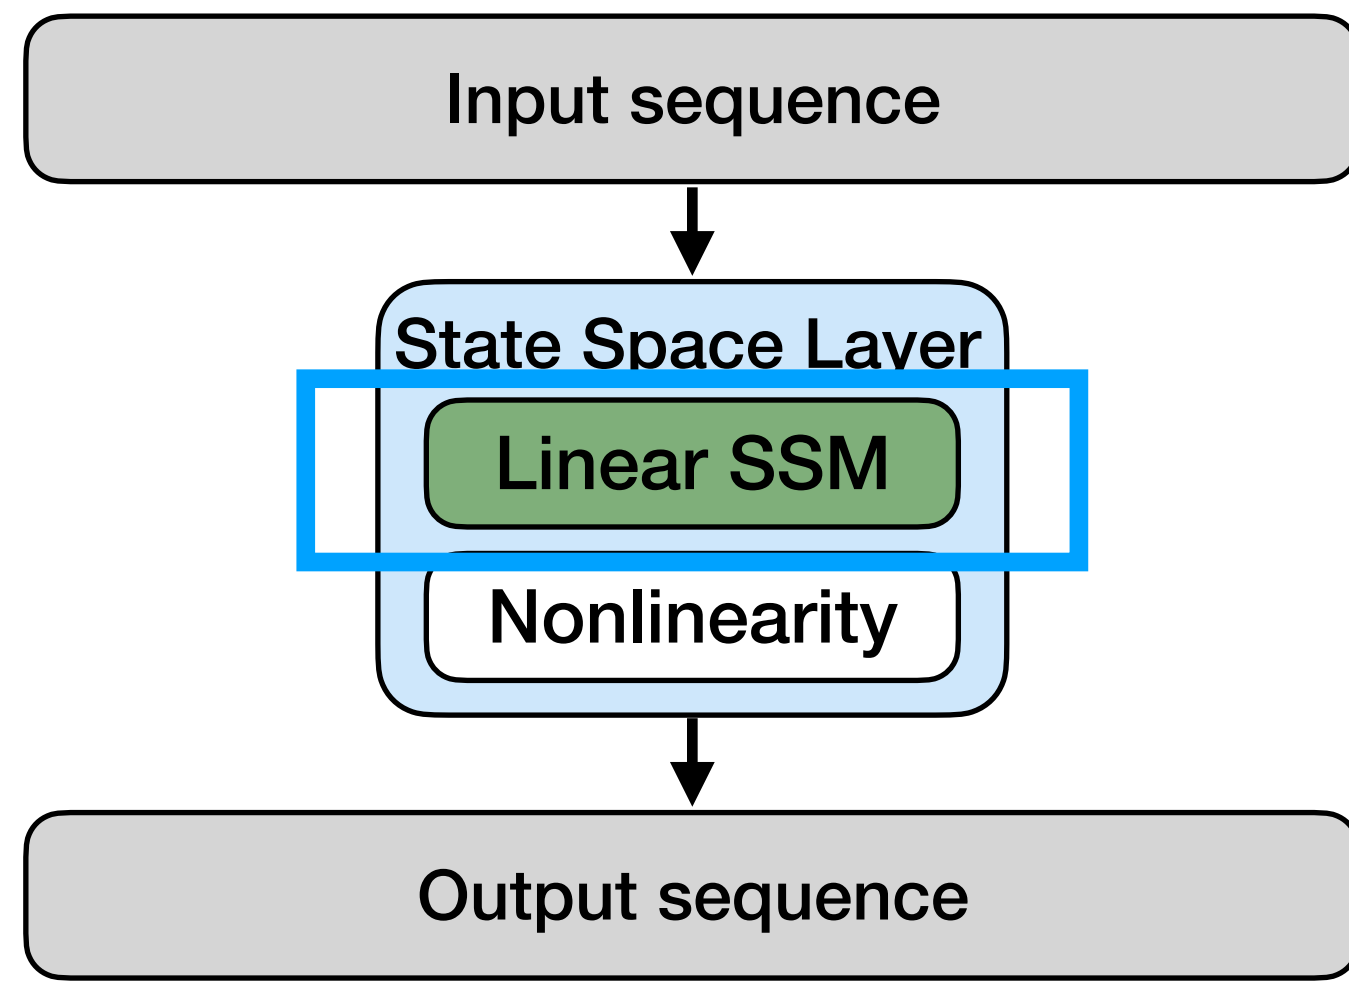 Input sequence
State Space Layer
Linear SSM
Nonlinearity
Output sequence